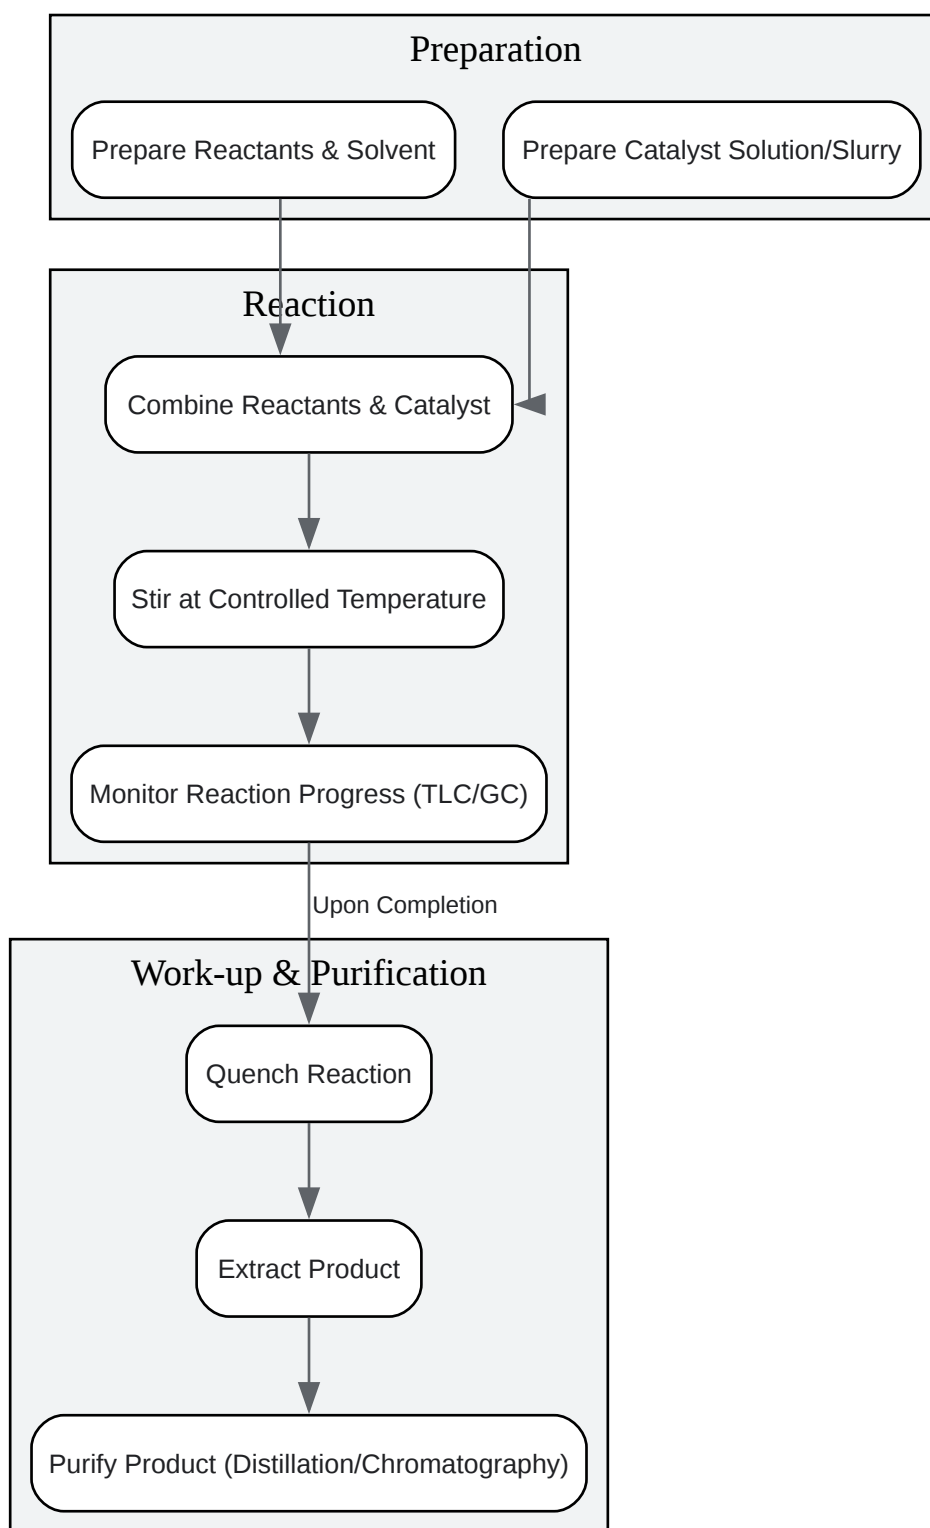 Preparation
Prepare Reactants & Solvent
Prepare Catalyst Solution/Slurry
Reaction
Combine Reactants & Catalyst
Stir at Controlled Temperature
Monitor Reaction Progress (TLC/GC)
Upon Completion
Work-up & Purification
Quench Reaction
Extract Product
Purify Product (Distillation/Chromatography)